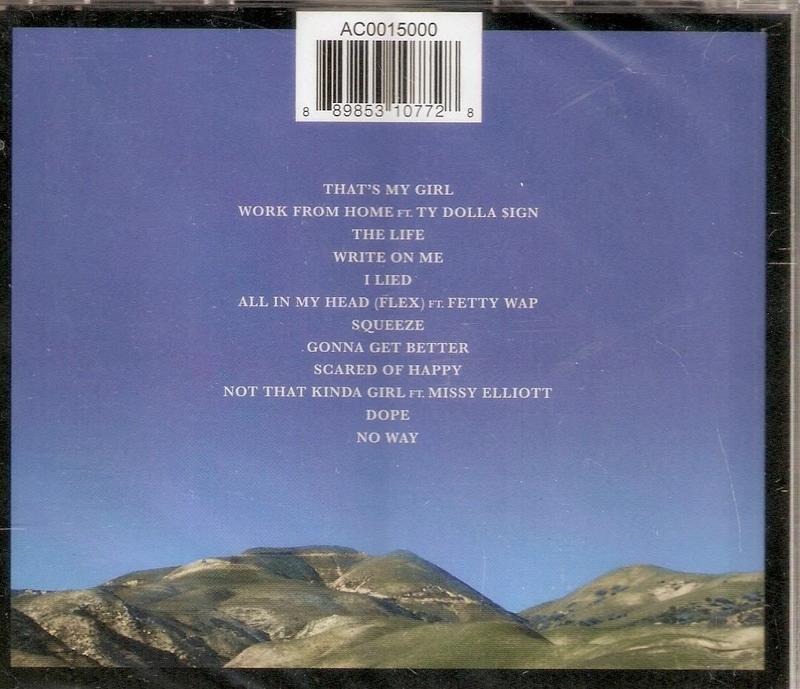 AC0015000
8 89853 10772 8
THAT'S MY GIRL
WORK FROM HOME FT. TY DOLLA $IGN
THE LIFE
WRITE ON ME
I LIED
ALL IN MY HEAD (FLEX) FT. FETTY WAP
SQUEEZE
GONNA GET BETTER
SCARED OF HAPPY
NOT THAT KINDA GIRL FT. MISSY ELLIOTT
DOPE
NO WAY